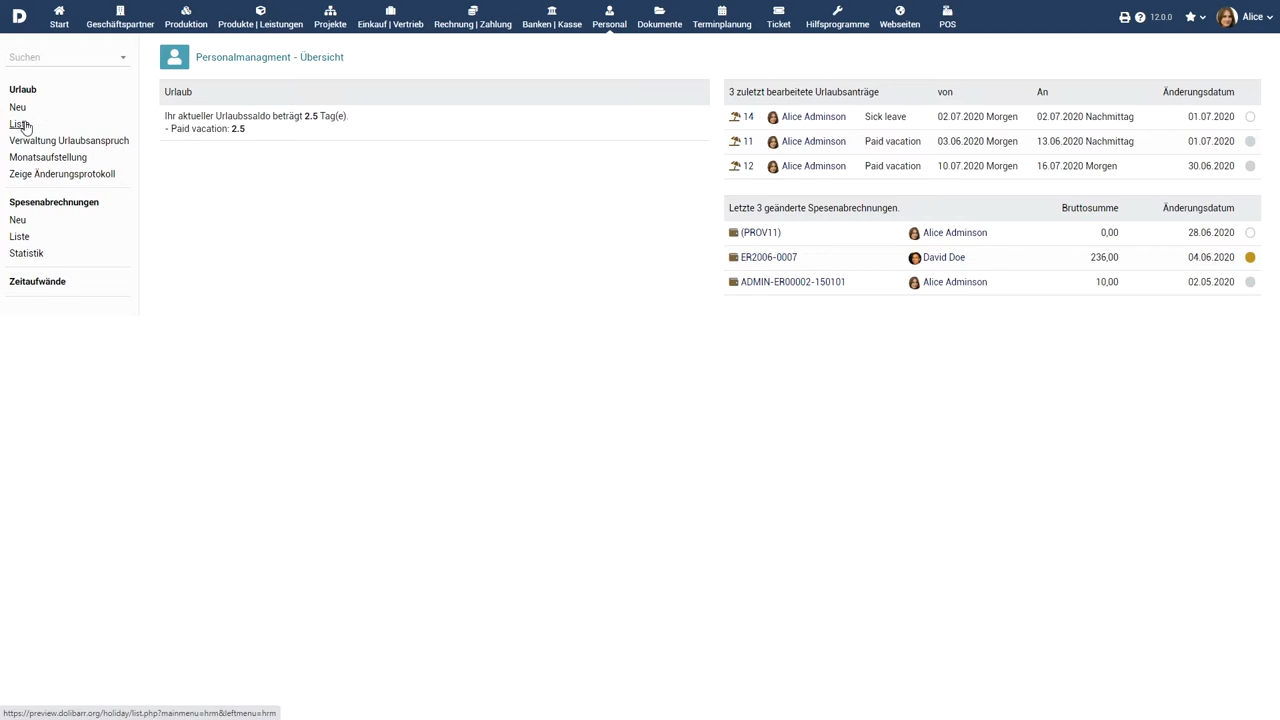 D
Start
Geschäftspartner
Produktion
Produkte | Leistungen
Projekte
Einkauf | Vertrieb
Rechnung | Zahlung
Banken | Kasse
Personal
Dokumente
Terminplanung
Ticket
Hilfsprogramme
Webseiten
POS
12.0.0
Alice
Suchen
Urlaub
Neu
Liste
Verwaltung Urlaubsanspruch
Monatsaufstellung
Zeige Änderungsprotokoll
Spesenabrechnungen
Neu
Liste
Statistik
Zeitaufwände
Personalmanagment - Übersicht
Urlaub
Ihr aktueller Urlaubssaldo beträgt 2.5 Tag(e).
- Paid vacation: 2.5
3 zuletzt bearbeitete Urlaubsanträge von An Änderungsdatum
14 Alice Adminson Sick leave 02.07.2020 Morgen 02.07.2020 Nachmittag 01.07.2020
11 Alice Adminson Paid vacation 03.06.2020 Morgen 13.06.2020 Nachmittag 01.07.2020
12 Alice Adminson Paid vacation 10.07.2020 Morgen 16.07.2020 Morgen 30.06.2020
Letzte 3 geänderte Spesenabrechnungen. Bruttosumme Änderungsdatum
(PROV11) Alice Adminson 0,00 28.06.2020
ER2006-0007 David Doe 236,00 04.06.2020
ADMIN-ER00002-150101 Alice Adminson 10,00 02.05.2020
https://preview.dolibarr.org/holiday/list.php?mainmenu=hrm&leftmenu=hrm